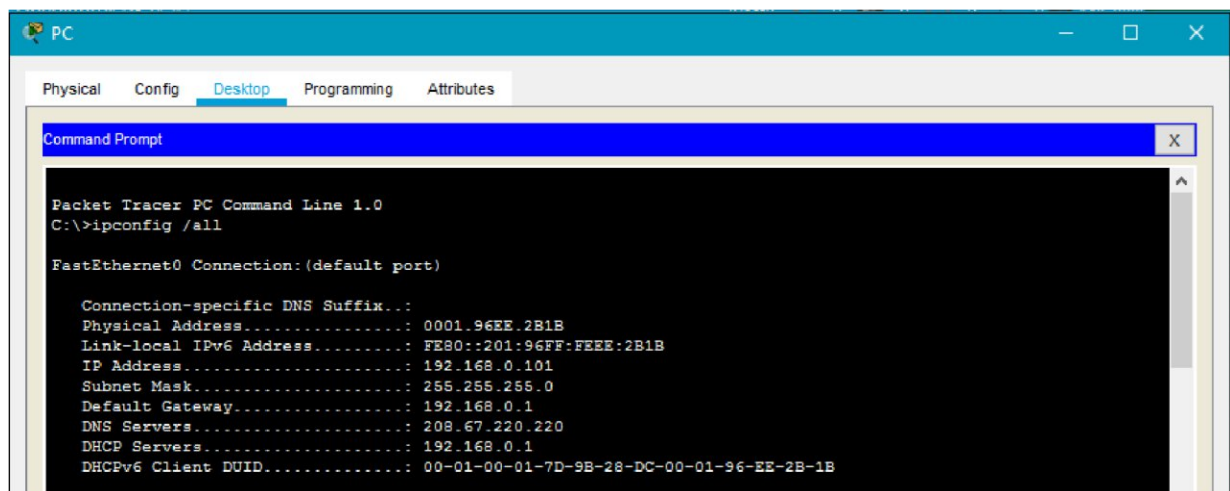 PC
Physical Config Desktop Programming Attributes
Command Prompt
X
Packet Tracer PC Command Line 1.0
C:\>ipconfig /all
FastEthernet0 Connection:(default port)
Connection-specific DNS Suffix..:
Physical Address................: 0001.96EE.2B1B
Link-local IPv6 Address.........: FE80::201:96FF:FEEE:2B1B
IP Address......................: 192.168.0.101
Subnet Mask.....................: 255.255.255.0
Default Gateway.................: 192.168.0.1
DNS Servers.....................: 208.67.220.220
DHCP Servers....................: 192.168.0.1
DHCPv6 Client DUID..............: 00-01-00-01-7D-9B-28-DC-00-01-96-EE-2B-1B